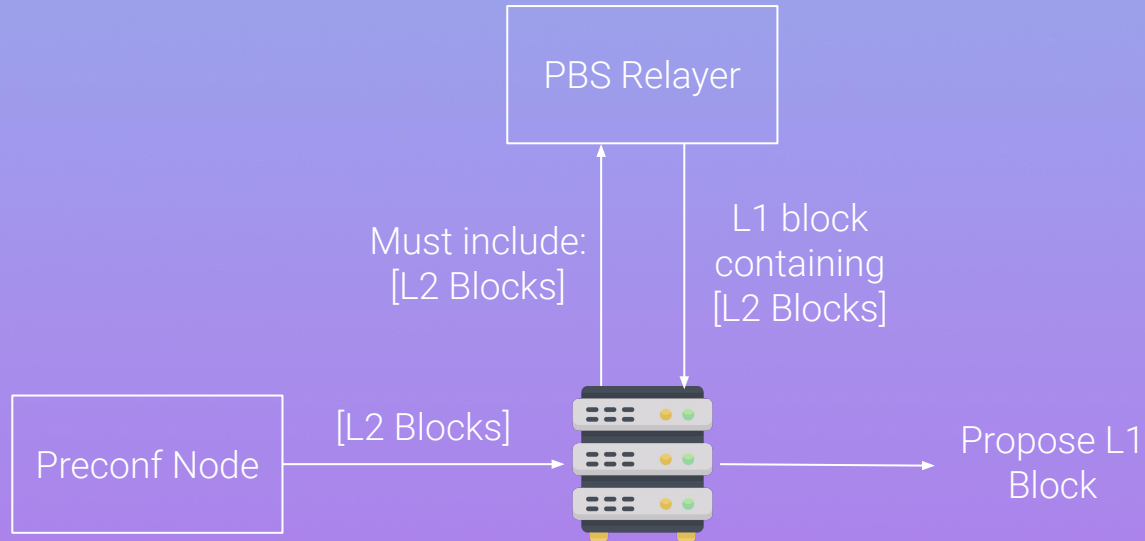 PBS Relayer
Must include:
[L2 Blocks]
L1 block
containing
[L2 Blocks]
Preconf Node
[L2 Blocks]
Propose L1
Block